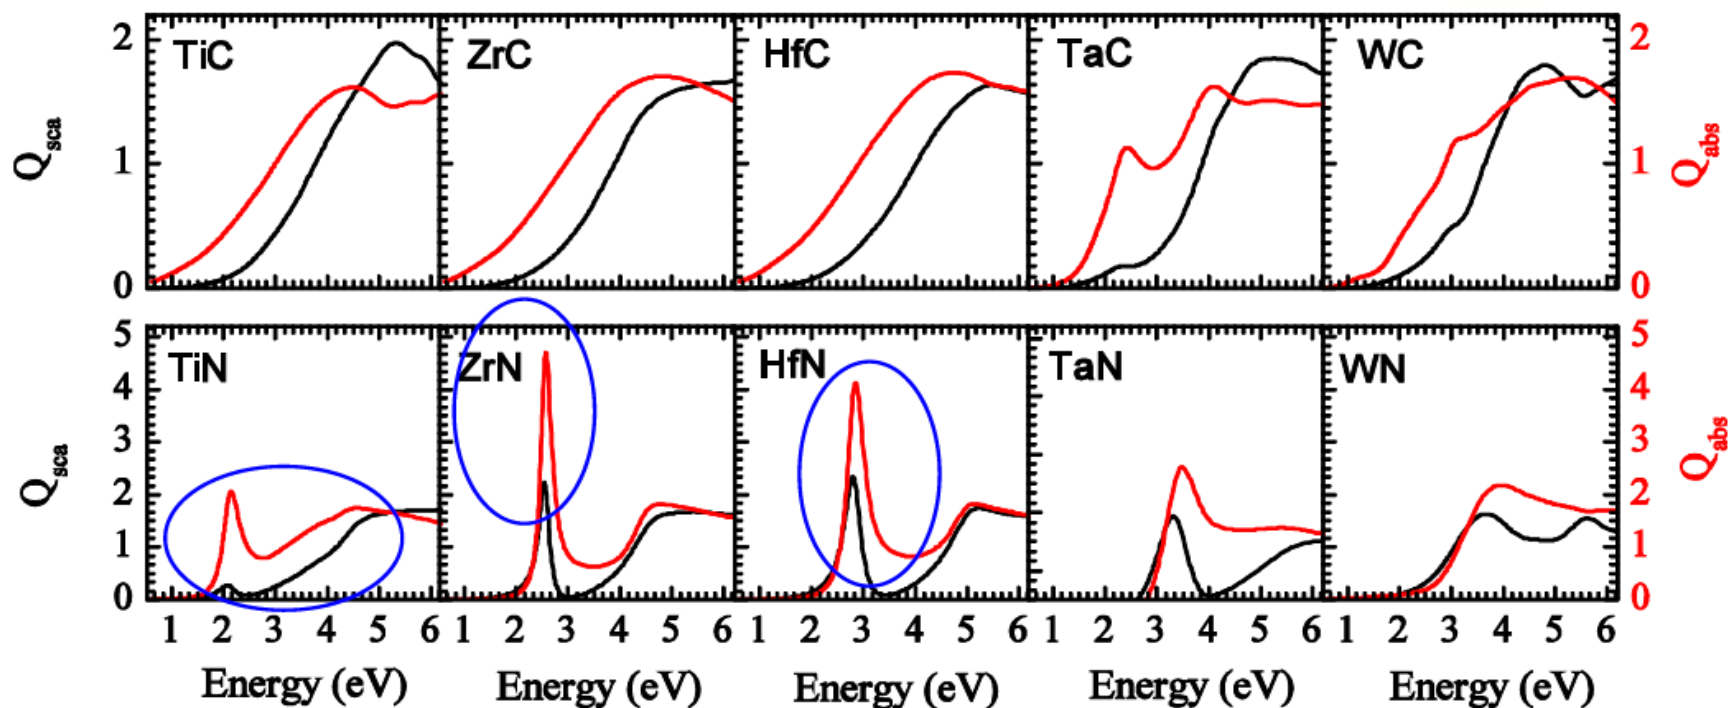 TiC ZrC HfC TaC WC
2 2
1 1
0 0
Q_sca Q_abs
TiN ZrN HfN TaN WN
5 5
4 4
3 3
2 2
1 1
0 0
Q_sca Q_abs
1 2 3 4 5 6 1 2 3 4 5 6 1 2 3 4 5 6 1 2 3 4 5 6 1 2 3 4 5 6
Energy (eV) Energy (eV) Energy (eV) Energy (eV) Energy (eV)